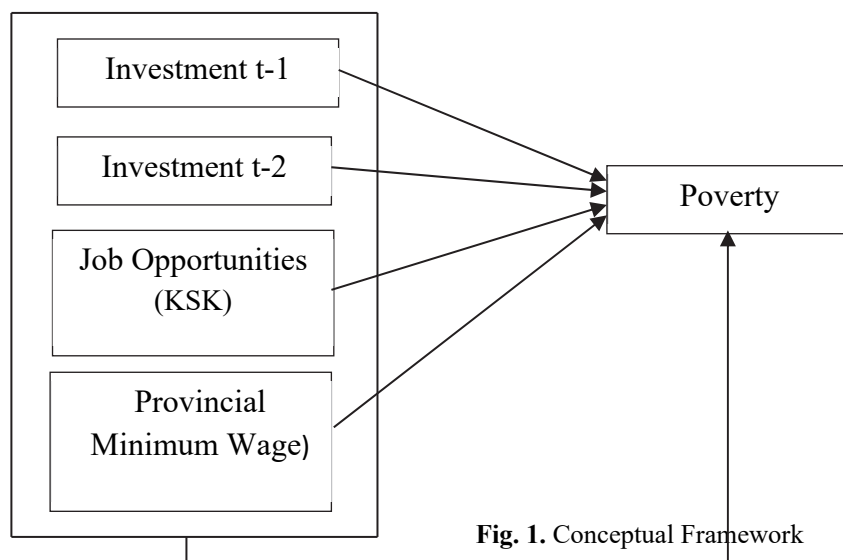 Investment t-1
Investment t-2
Job Opportunities
(KSK)
Provincial
Minimum Wage)
Poverty
Fig. 1. Conceptual Framework